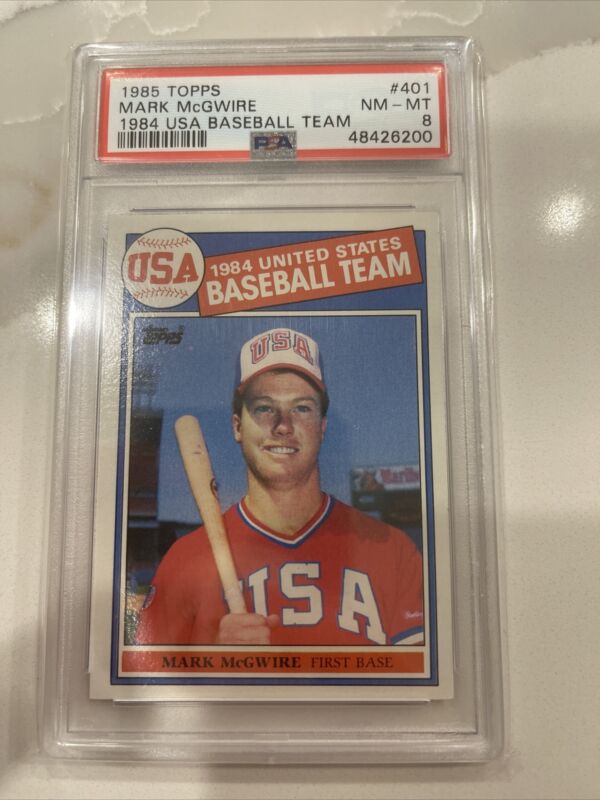 1985 TOPPS #401
MARK McGWIRE NM - MT
1984 USA BASEBALL TEAM 8
48426200
PSA
USA
1984 UNITED STATES
BASEBALL TEAM
TOPPS
USA
Marlboro
USA
MARK McGWIRE FIRST BASE